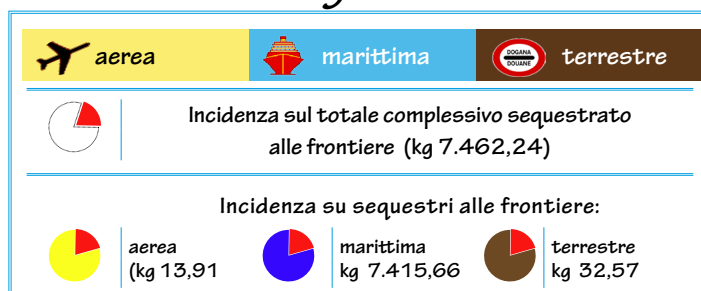 aerea
marittima
DOGANA
DOUANE
terrestre
Incidenza sul totale complessivo sequestrato
alle frontiere (kg 7.462,24)
Incidenza su sequestri alle frontiere:
aerea
(kg 13,91
marittima
kg 7.415,66
terrestre
kg 32,57